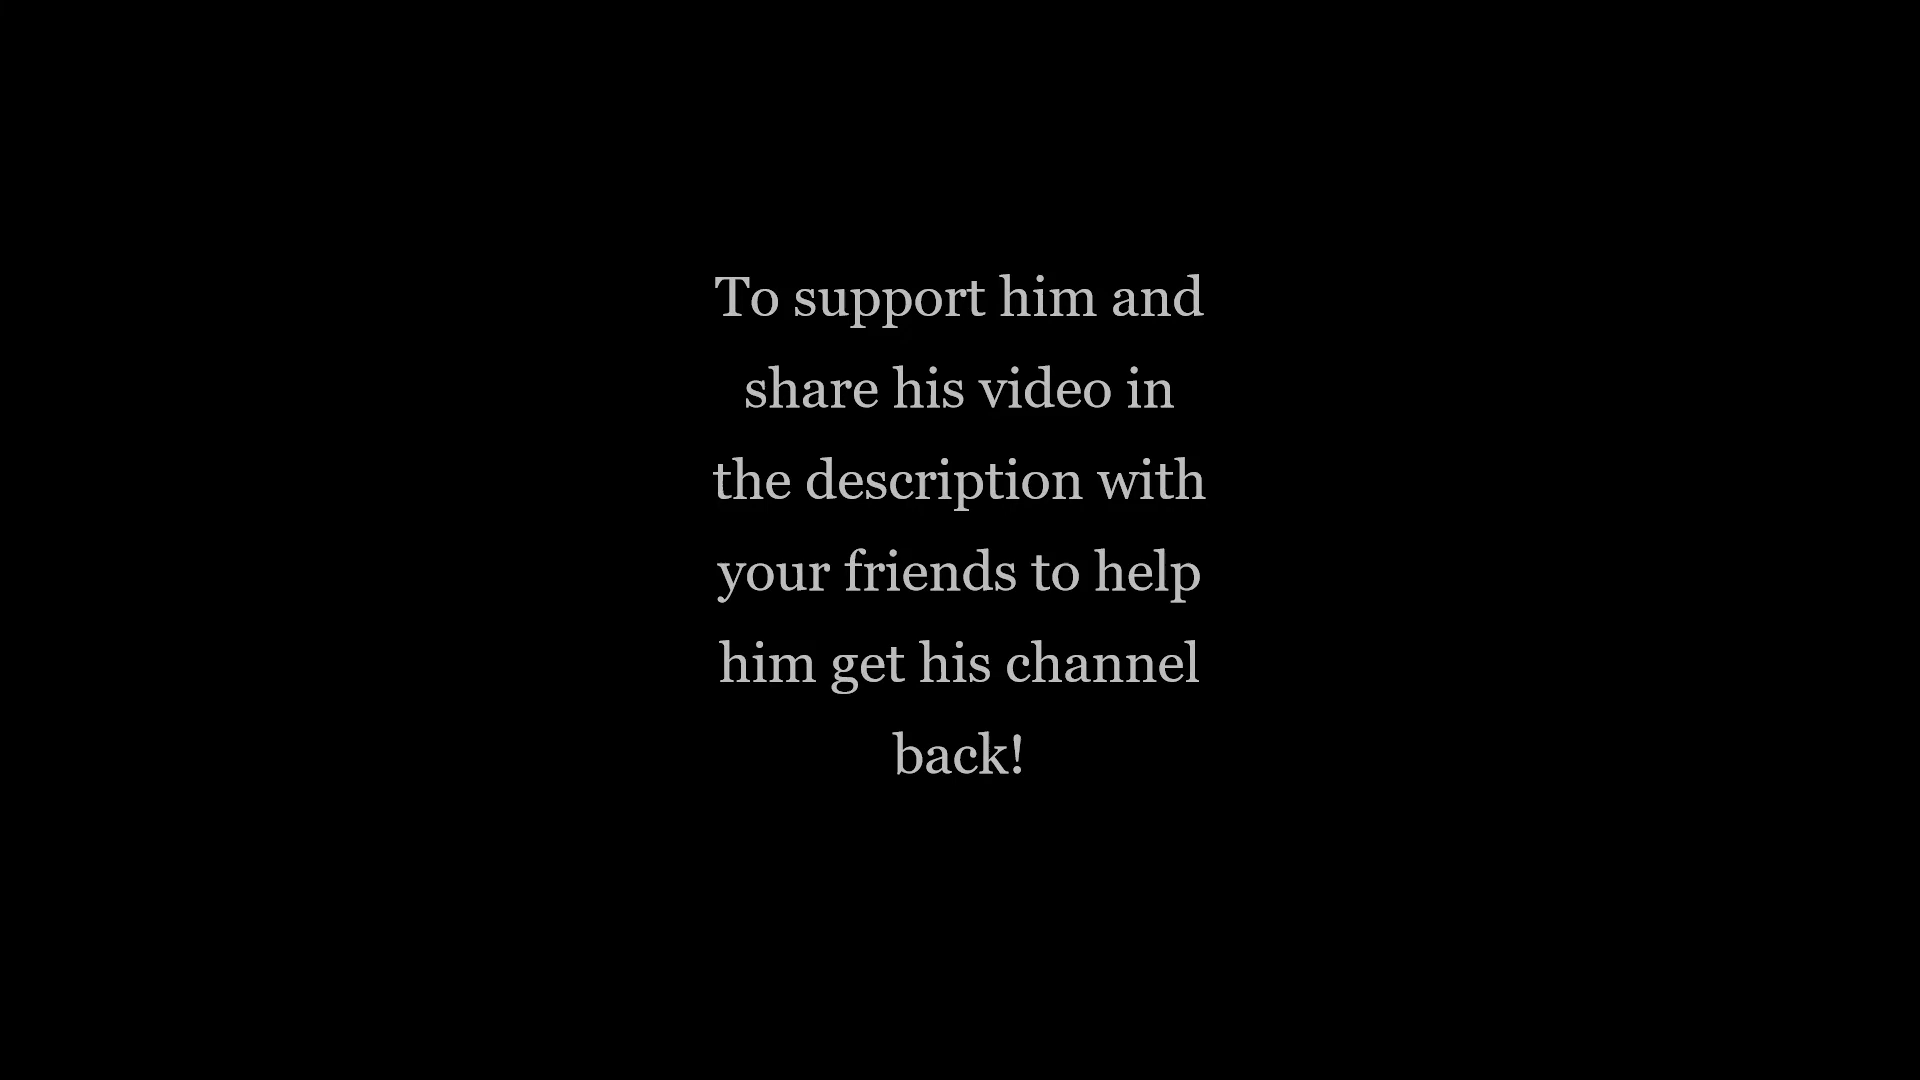 To support him and
share his video in
the description with
your friends to help
him get his channel
back!